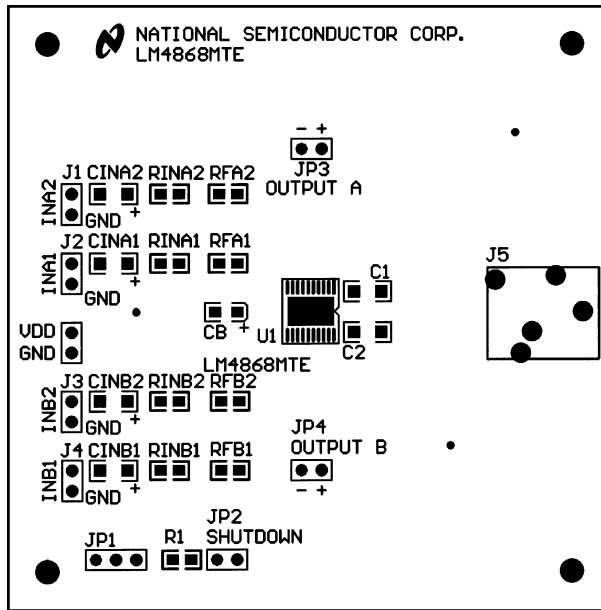 NATIONAL SEMICONDUCTOR CORP.
LM4868MTE
- +
JP3
OUTPUT A
J1 CINA2 RINA2 RFA2
INA2
GND +
J2 CINA1 RINA1 RFA1
INA1
GND +
J5
C1
VDD
GND
CB +
U1
C2
LM4868MTE
J3 CINB2 RINB2 RFB2
INB2
GND +
JP4
OUTPUT B
- +
J4 CINB1 RINB1 RFB1
INB1
GND +
JP1
R1
JP2
SHUTDOWN